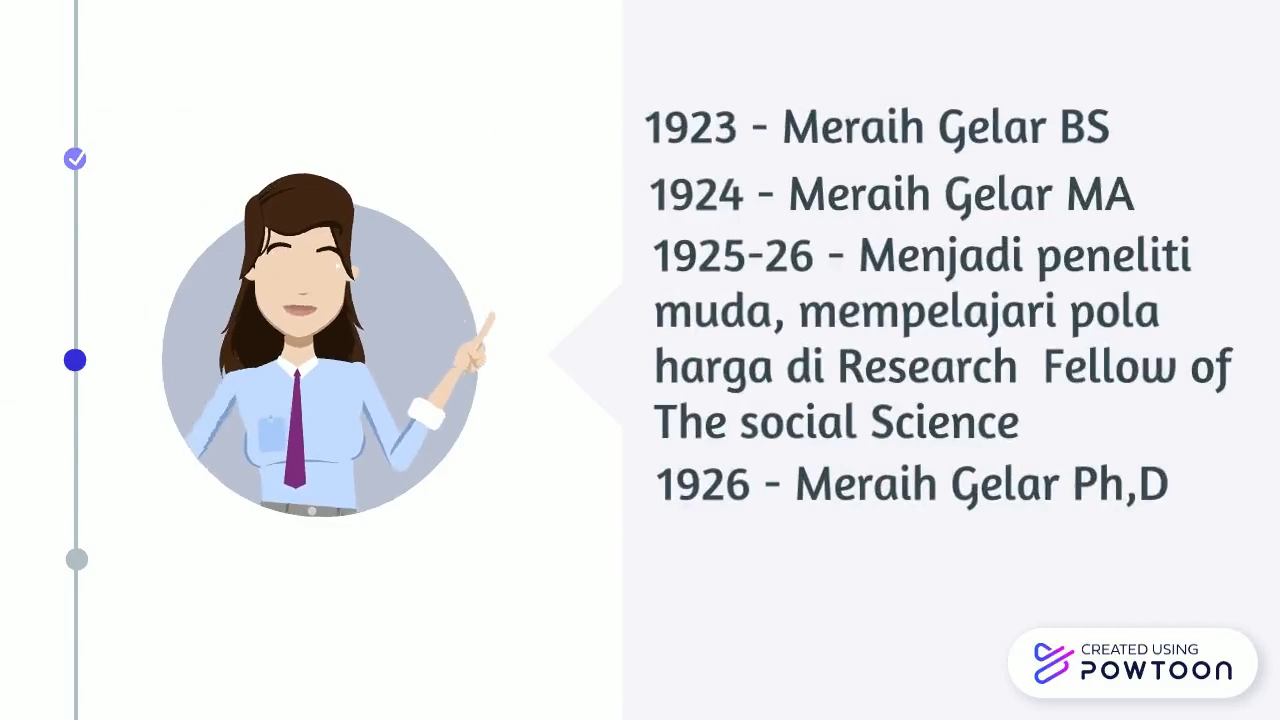 1923 - Meraih Gelar BS
1924 - Meraih Gelar MA
1925-26 - Menjadi peneliti
muda, mempelajari pola
harga di Research Fellow of
The social Science
1926 - Meraih Gelar Ph,D
CREATED USING
POWTOON